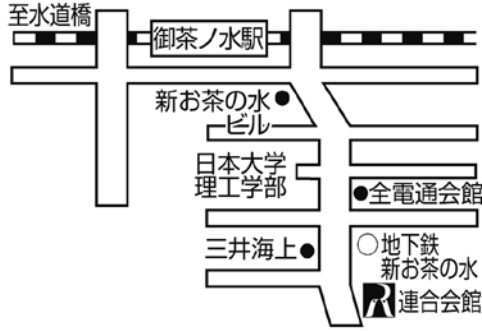 至水道橋
御茶ノ水駅
新お茶の水
ビル
日本大学
理工学部
全電通会館
三井海上
地下鉄
新お茶の水
連合会館